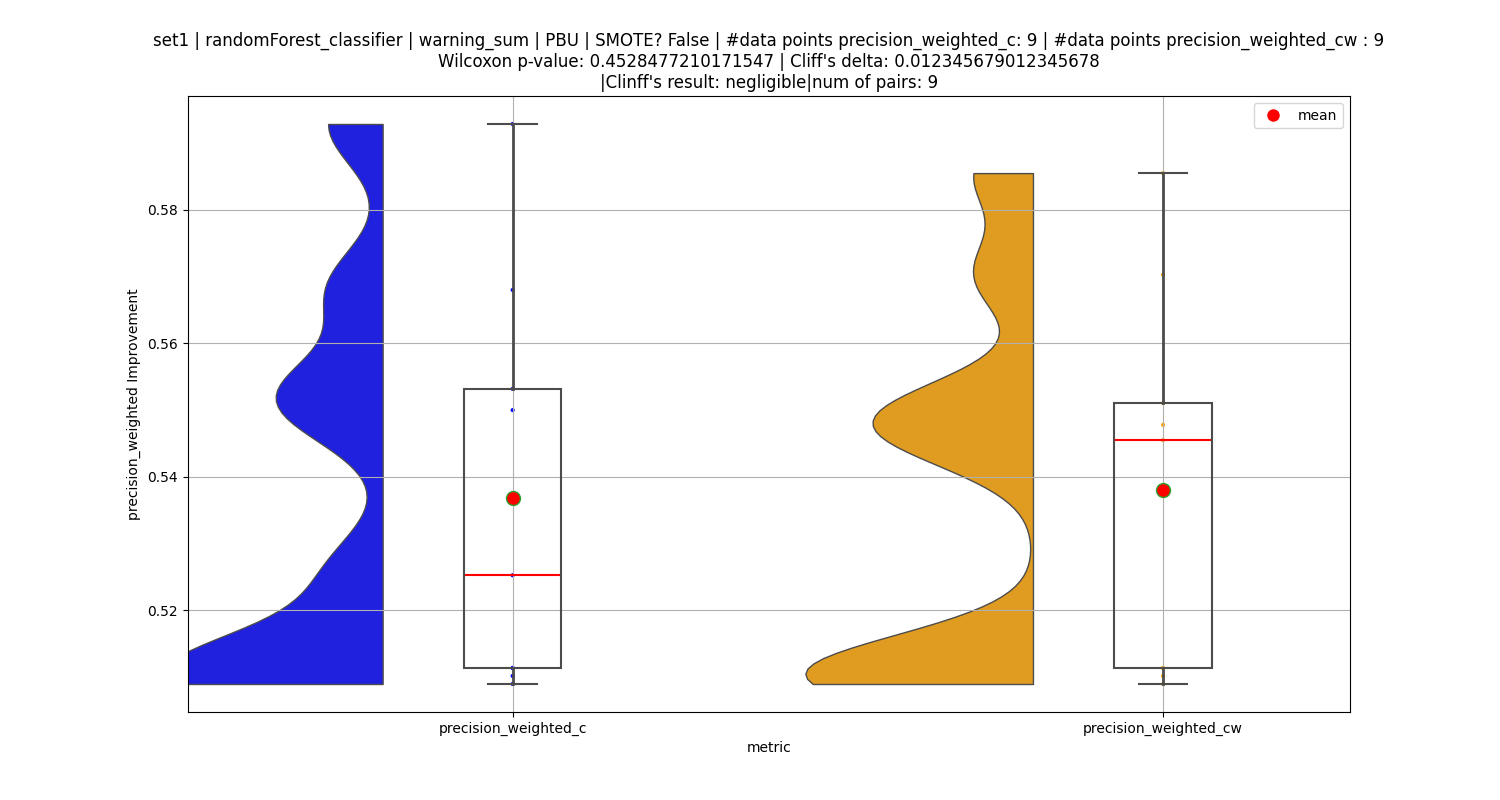 set1 | randomForest_classifier | warning_sum | PBU | SMOTE? False | #data points precision_weighted_c: 9 | #data points precision_weighted_cw : 9
Wilcoxon p-value: 0.4528477210171547 | Cliff's delta: 0.012345679012345678
|Clinff's result: negligible|num of pairs: 9
mean
0.58
0.56
0.54
0.52
precision_weighted Improvement
precision_weighted_c
precision_weighted_cw
metric